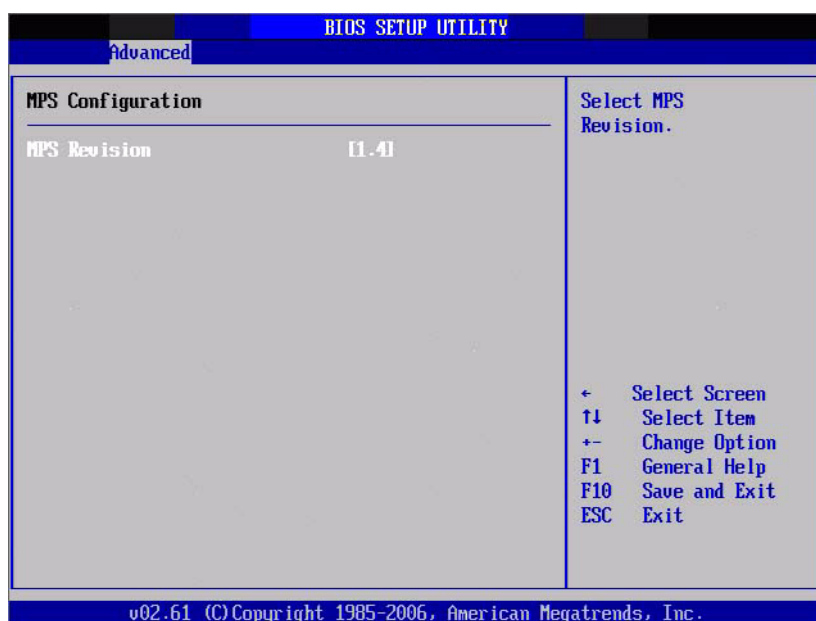 BIOS SETUP UTILITY
Advanced
MPS Configuration
MPS Revision [1.4]
Select MPS
Revision.
← Select Screen
↑↓ Select Item
+- Change Option
F1 General Help
F10 Save and Exit
ESC Exit
v02.61 (C)Copyright 1985-2006, American Megatrends, Inc.